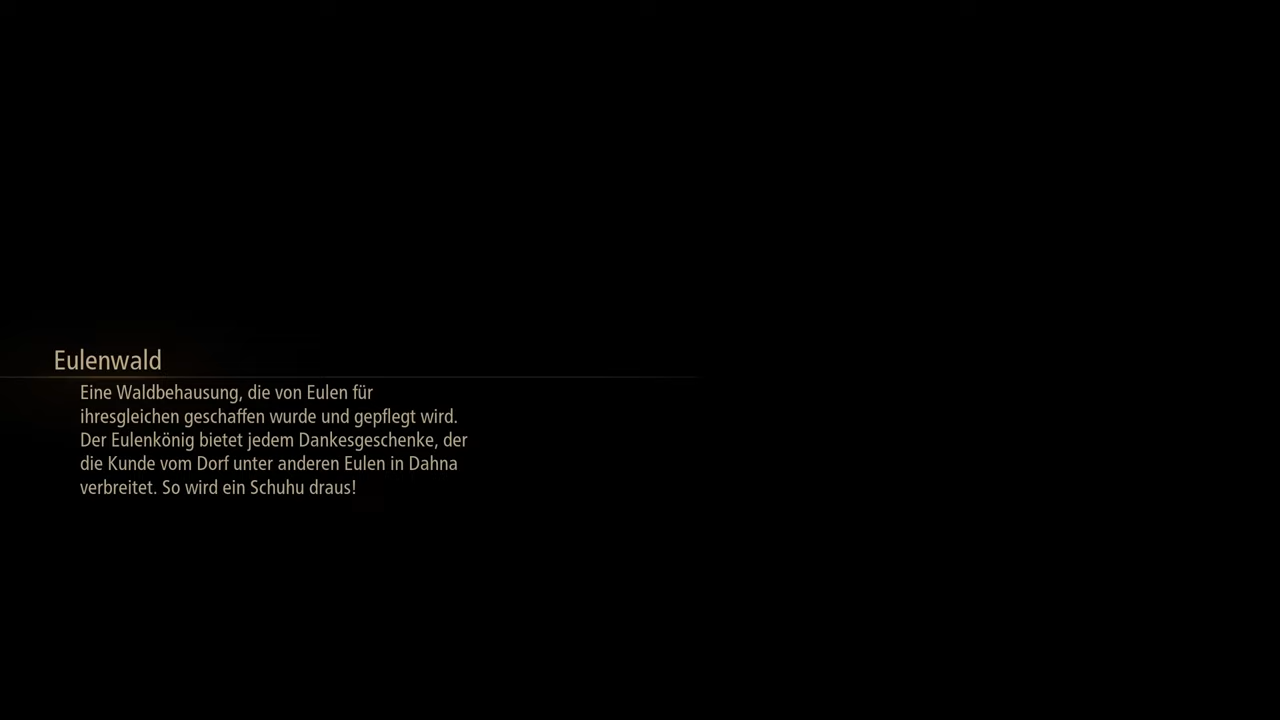 Eulenwald
Eine Waldbehausung, die von Eulen für
ihresgleichen geschaffen wurde und gepflegt wird.
Der Eulenkönig bietet jedem Dankesgeschenke, der
die Kunde vom Dorf unter anderen Eulen in Dahna
verbreitet. So wird ein Schuhu draus!